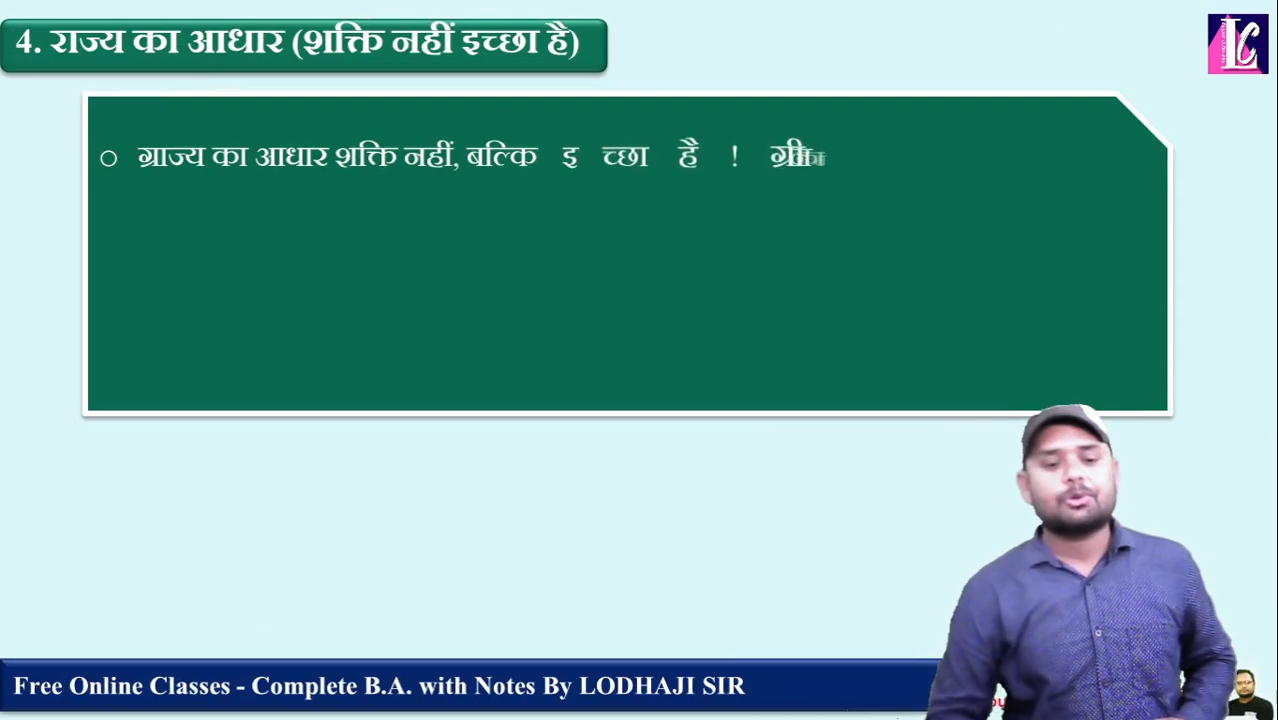 4. राज्य का आधार (शक्ति नहीं इच्छा है)
ग्राज्य का आधार शक्ति नहीं, बल्कि इ च्छा है !
Free Online Classes - Complete B.A. with Notes By LODHAJI SIR